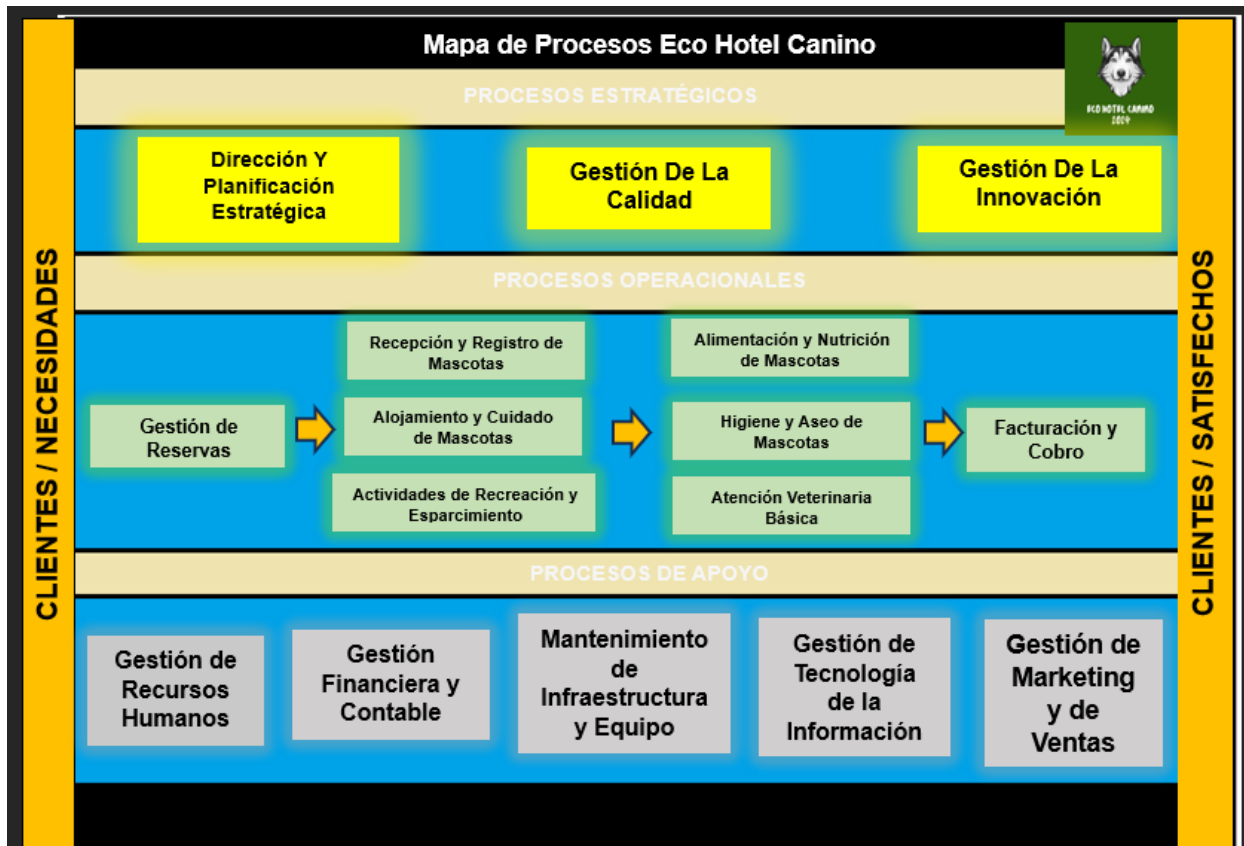 Mapa de Procesos Eco Hotel Canino
ECO HOTEL CANINO
2024
PROCESOS ESTRATÉGICOS
Dirección Y
Planificación
Estratégica
Gestión De La
Calidad
Gestión De La
Innovación
PROCESOS OPERACIONALES
Gestión de
Reservas
Recepción y Registro de
Mascotas
Alojamiento y Cuidado
de Mascotas
Actividades de Recreación y
Esparcimiento
Alimentación y Nutrición
de Mascotas
Higiene y Aseo de
Mascotas
Atención Veterinaria
Básica
Facturación y
Cobro
PROCESOS DE APOYO
Gestión de
Recursos
Humanos
Gestión
Financiera y
Contable
Mantenimiento
de
Infraestructura
y Equipo
Gestión de
Tecnología
de la
Información
Gestión de
Marketing
y de
Ventas
CLIENTES / NECESIDADES
CLIENTES / SATISFECHOS